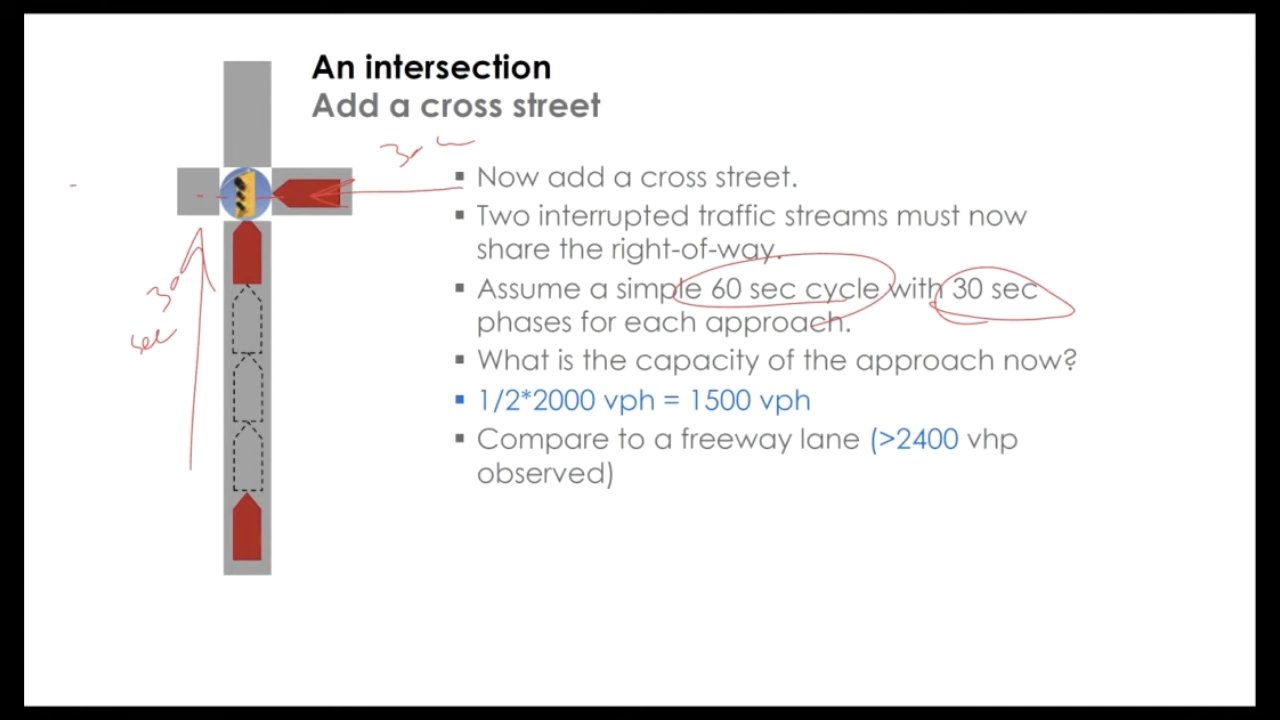 An intersection
Add a cross street
▪ Now add a cross street.
▪ Two interrupted traffic streams must now
share the right-of-way.
▪ Assume a simple 60 sec cycle with 30 sec
phases for each approach.
▪ What is the capacity of the approach now?
▪ 1/2*2000 vph = 1500 vph
▪ Compare to a freeway lane (>2400 vhp
observed)
30
sec